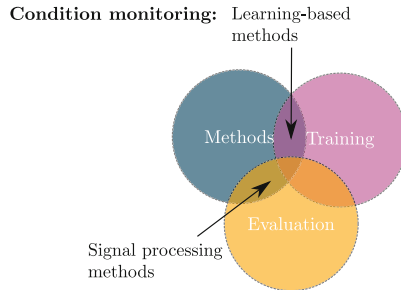 Condition monitoring: Learning-based
methods
Methods
Training
Evaluation
Signal processing
methods